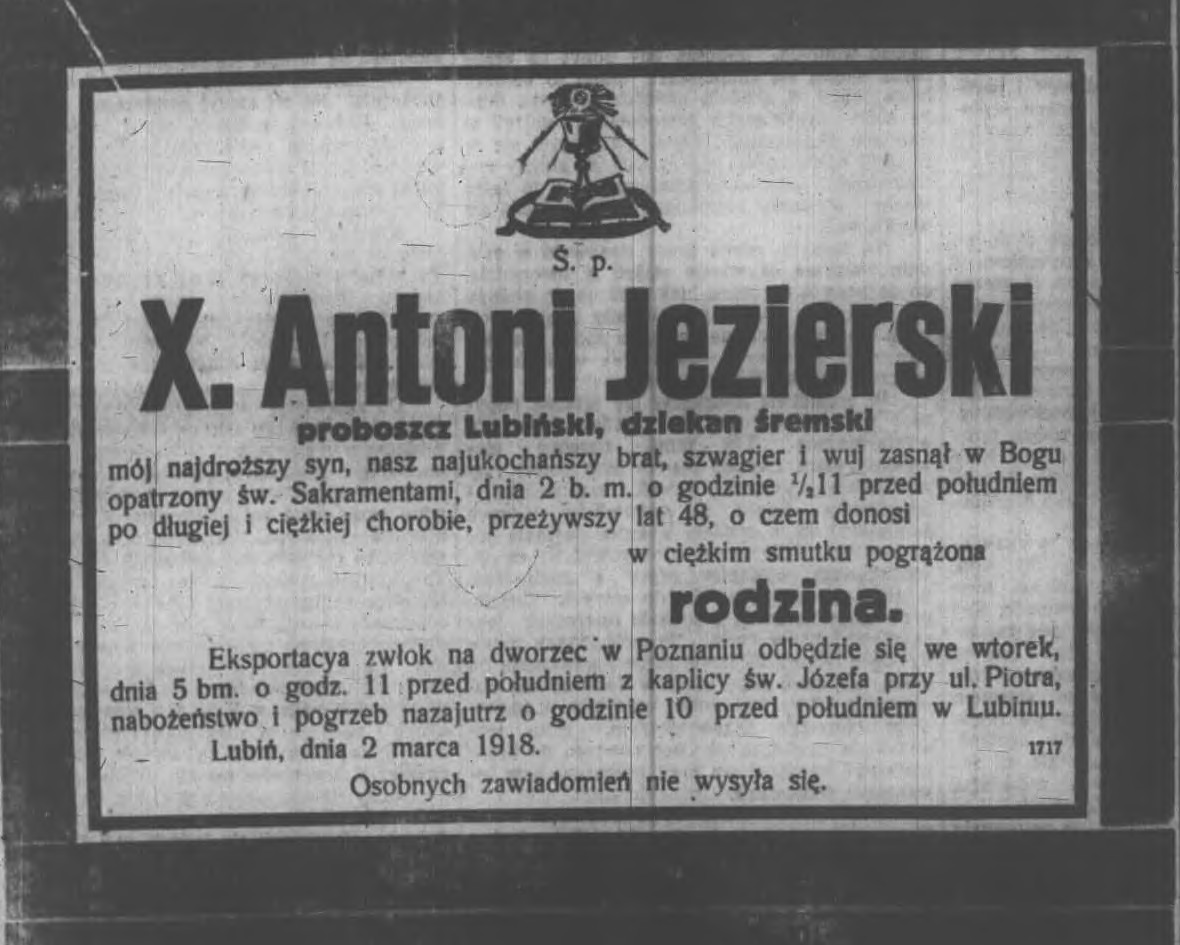 Ś. p.
X. Antoni Jezierski
proboszcz Lubiński, dziekan śremski
mój najdroższy syn, nasz najukochańszy brat, szwagier i wuj zasnął w Bogu
opatrzony św. Sakramentami, dnia 2 b. m. o godzinie ½11 przed południem
po długiej i ciężkiej chorobie, przeżywszy lat 48, o czem donosi
w ciężkim smutku pogrążona
rodzina.
Eksportacya zwłok na dworzec w Poznaniu odbędzie się we wtorek,
dnia 5 bm. o godz. 11 przed południem z kaplicy św. Józefa przy ul. Piotra,
nabożeństwo i pogrzeb nazajutrz o godzinie 10 przed południem w Lubiniu.
Lubiń, dnia 2 marca 1918. 1717
Osobnych zawiadomień nie wysyła się.